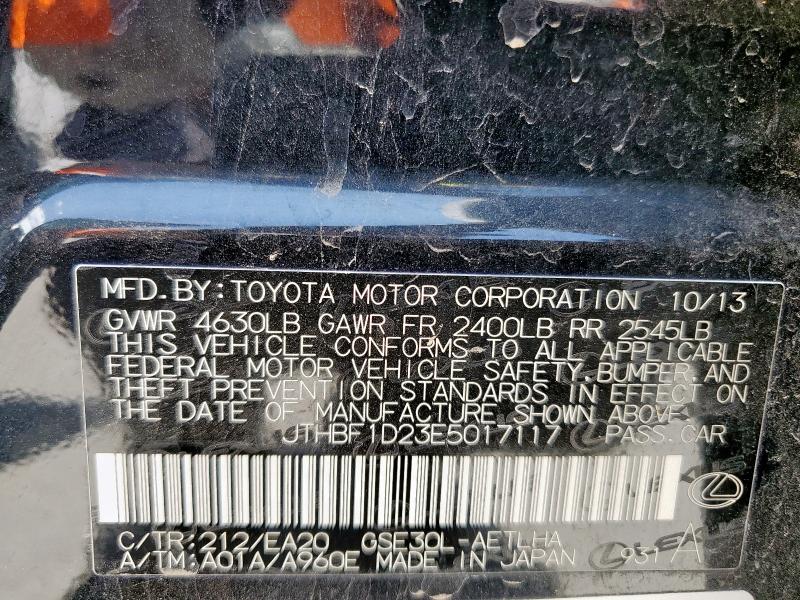 MFD.BY:TOYOTA MOTOR CORPORATION 10/13
GVWR 4630LB GAWR FR 2400LB RR 2545LB
THIS VEHICLE CONFORMS TO ALL APPLICABLE
FEDERAL MOTOR VEHICLE SAFETY,BUMPER,AND
THEFT PREVENTION STANDARDS IN EFFECT ON
THE DATE OF MANUFACTURE SHOWN ABOVE.
JTHBF1D23E5017117 PASS.CAR
C/TR:212/EA20 GSE30L-AETLHA
A/TM:A01A/A960E MADE IN JAPAN 931 A
LEXUS